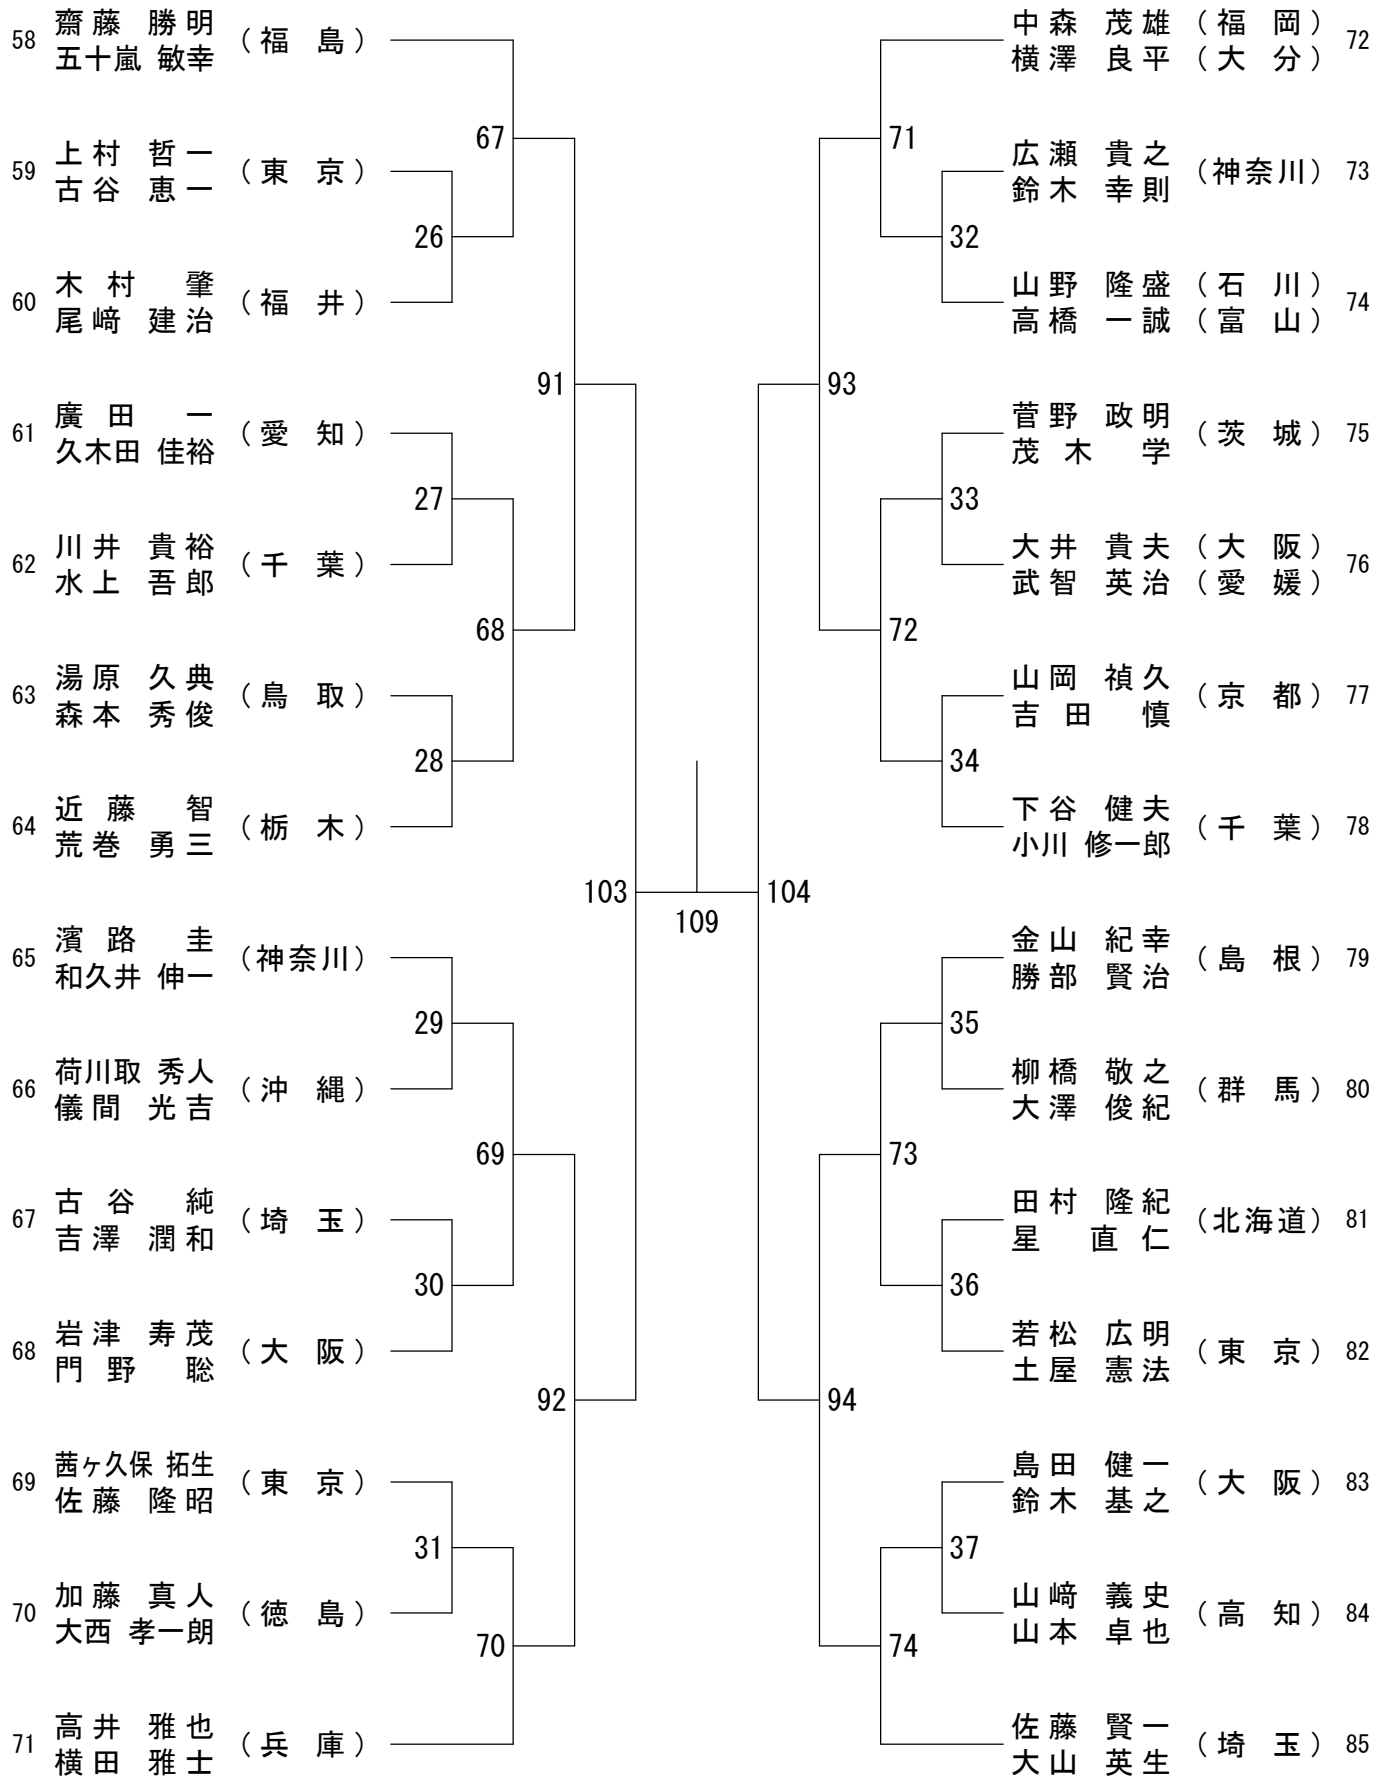 58 齋藤 勝明 (福島)
五十嵐 敏幸
67
59 上村 哲一 (東京)
古谷 恵一
26
60 木村 肇 (福井)
尾﨑 建治
91
61 廣田 一 (愛知)
久木田 佳裕
27
62 川井 貴裕 (千葉)
水上 吾郎
68
63 湯原 久典 (鳥取)
森本 秀俊
28
64 近藤 智 (栃木)
荒巻 勇三
103
65 濱路 圭 (神奈川)
和久井 伸一
29
66 荷川取 秀人 (沖縄)
儀間 光吉
69
67 古谷 純 (埼玉)
吉澤 潤和
30
68 岩津 寿茂 (大阪)
門野 聡
92
69 茜ヶ久保 拓生 (東京)
佐藤 隆昭
31
70 加藤 真人 (徳島)
大西 孝一朗
70
71 高井 雅也 (兵庫)
横田 雅士
109
中森 茂雄 (福岡) 72
横澤 良平 (大分)
71
広瀬 貴之 (神奈川) 73
鈴木 幸則
32
山野 隆盛 (石川) 74
高橋 一誠 (富山)
93
菅野 政明 (茨城) 75
茂木 学
33
大井 貴夫 (大阪) 76
武智 英治 (愛媛)
72
山岡 禎久 (京都) 77
吉田 慎
34
下谷 健夫 (千葉) 78
小川 修一郎
104
金山 紀幸 (島根) 79
勝部 賢治
35
柳橋 敬之 (群馬) 80
大澤 俊紀
73
田村 隆紀 (北海道) 81
星 直仁
36
若松 広明 (東京) 82
土屋 憲法
94
島田 健一 (大阪) 83
鈴木 基之
37
山﨑 義史 (高知) 84
山本 卓也
74
佐藤 賢一 (埼玉) 85
大山 英生